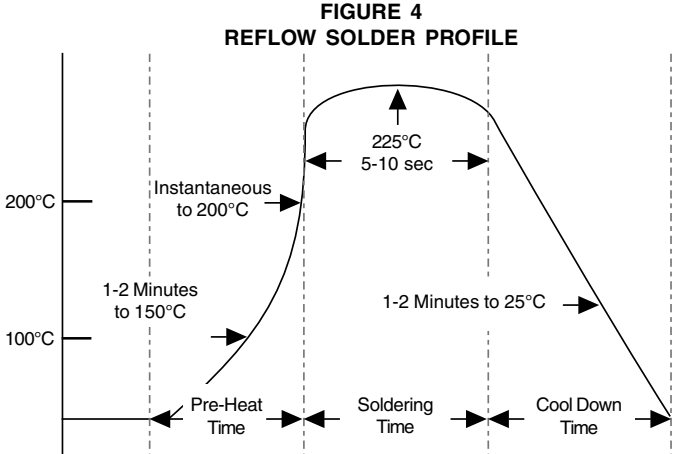 FIGURE 4
REFLOW SOLDER PROFILE
225°C
5-10 sec
Instantaneous
to 200°C
200°C
1-2 Minutes
to 150°C
1-2 Minutes to 25°C
100°C
Pre-Heat
Time
Soldering
Time
Cool Down
Time